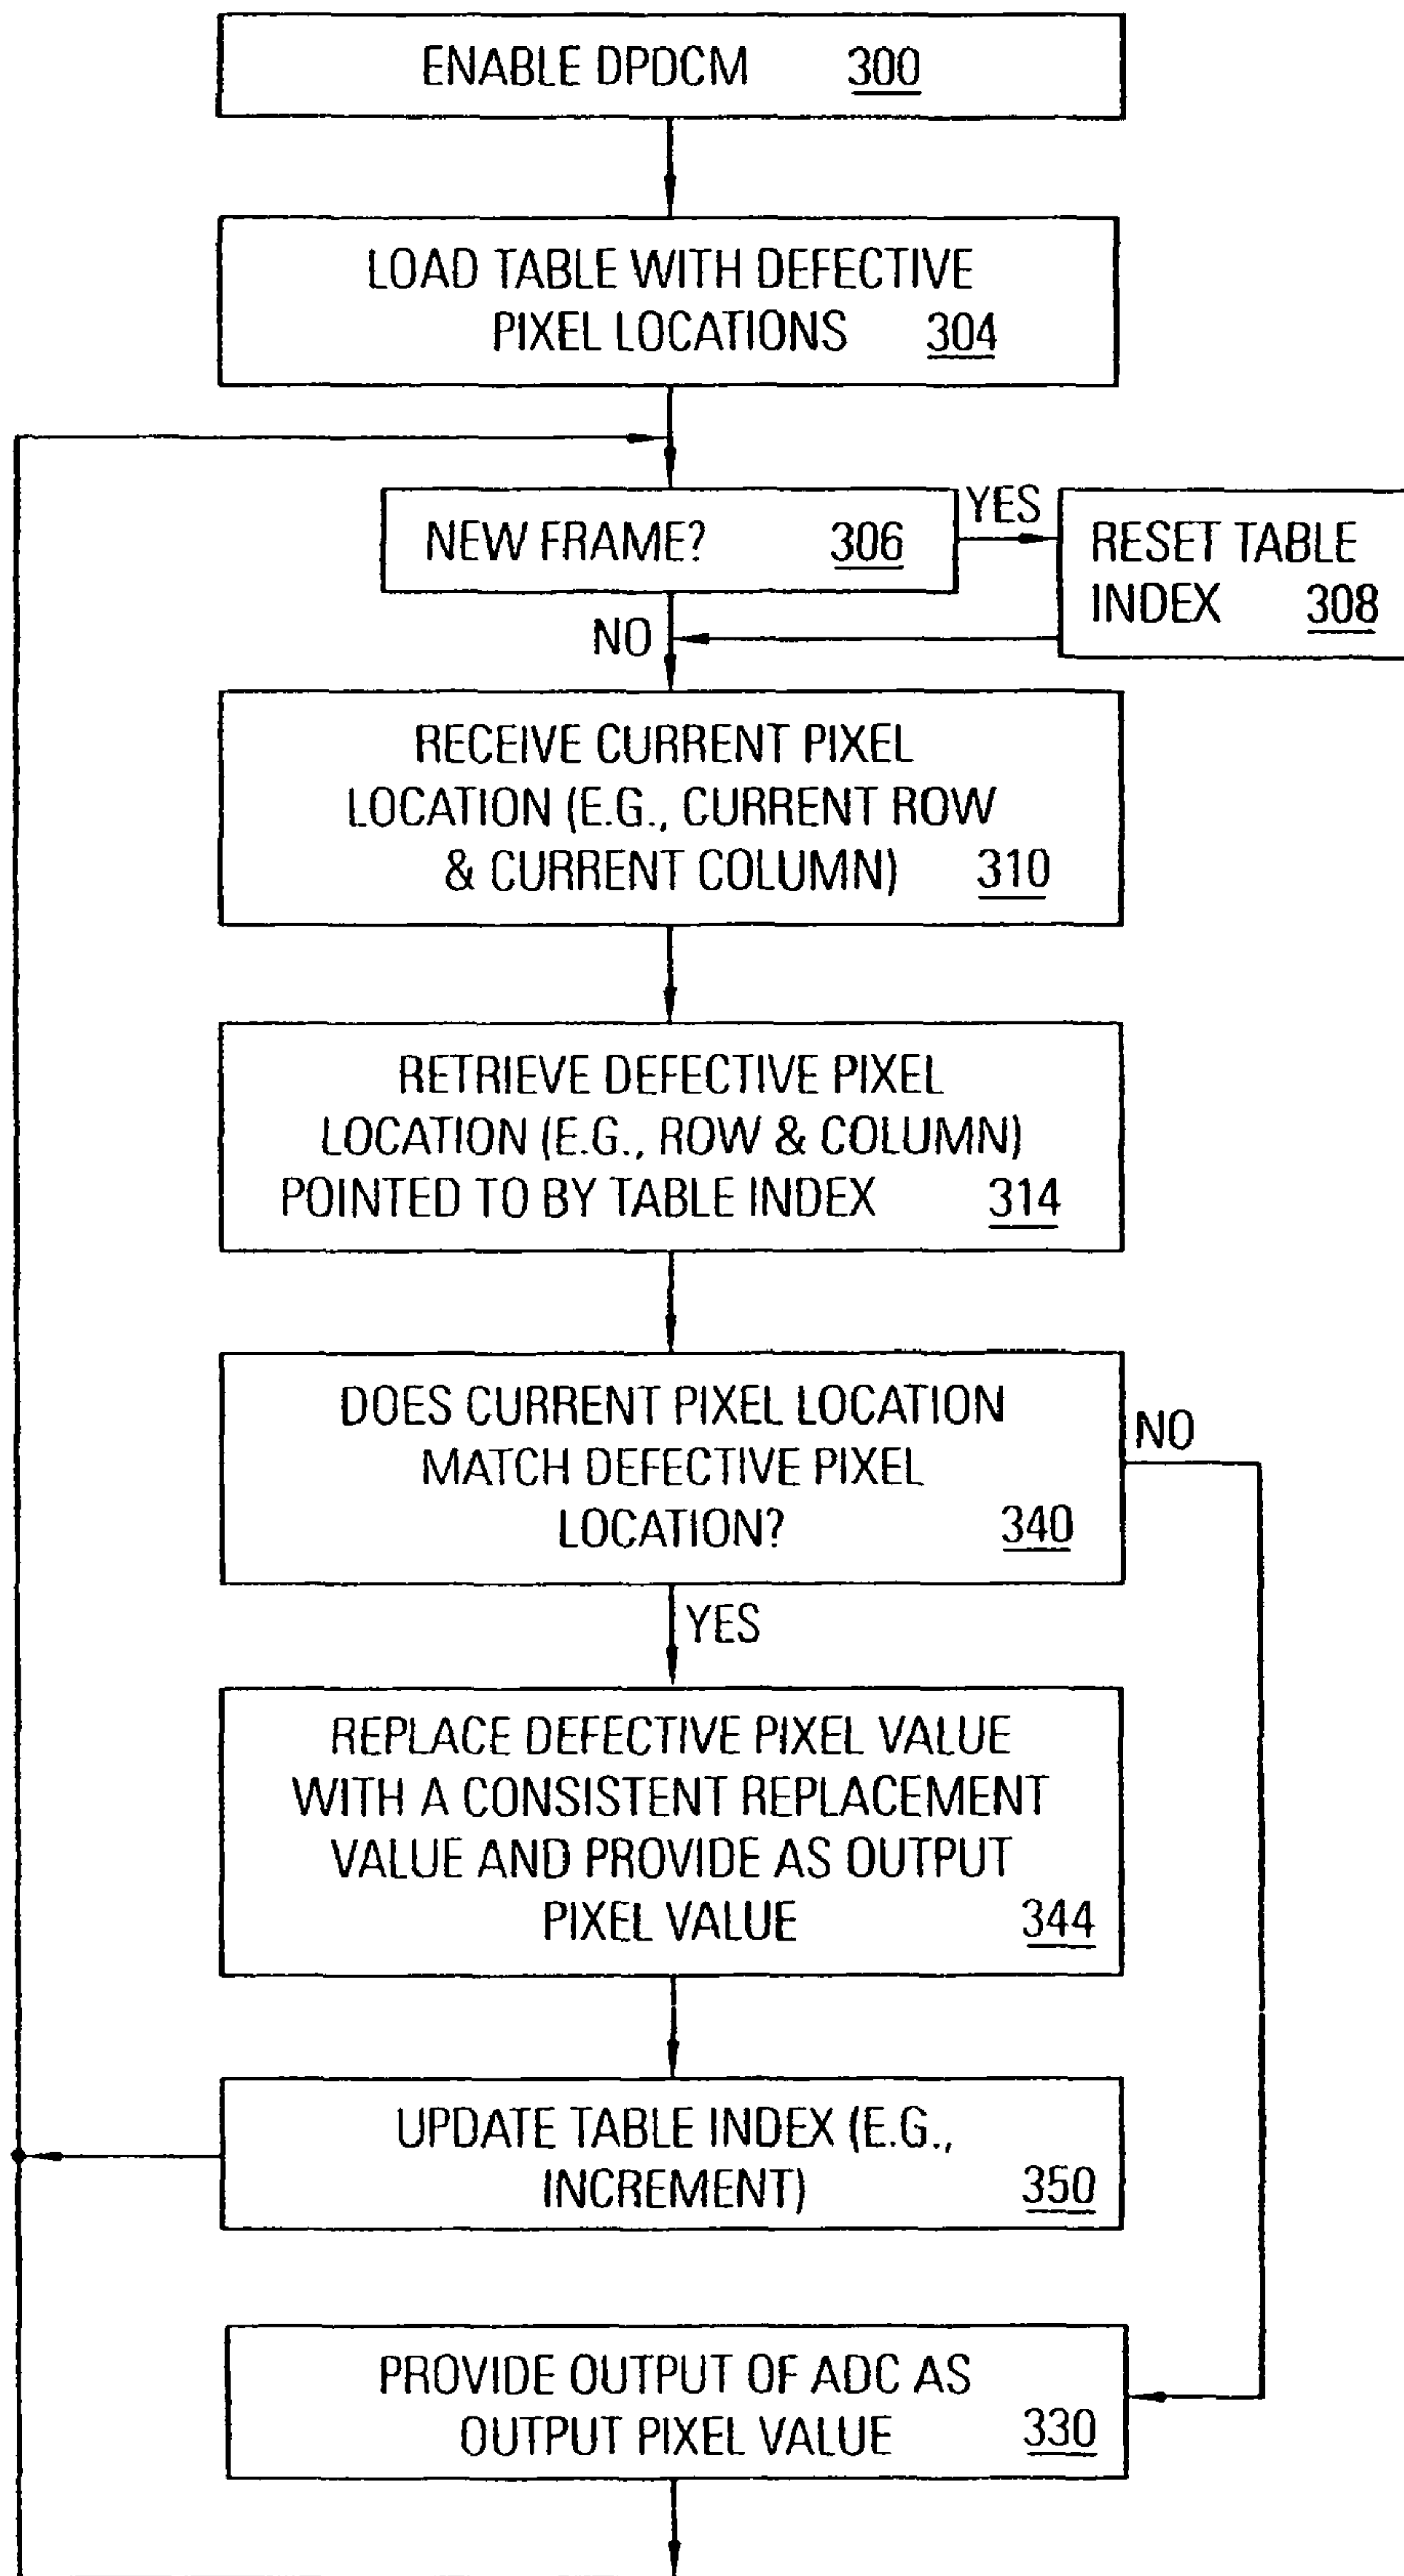 ENABLE DPDCM 300
LOAD TABLE WITH DEFECTIVE
PIXEL LOCATIONS 304
NEW FRAME? 306
YES
RESET TABLE
INDEX 308
NO
RECEIVE CURRENT PIXEL
LOCATION (E.G., CURRENT ROW
& CURRENT COLUMN) 310
RETRIEVE DEFECTIVE PIXEL
LOCATION (E.G., ROW & COLUMN)
POINTED TO BY TABLE INDEX 314
DOES CURRENT PIXEL LOCATION
MATCH DEFECTIVE PIXEL
LOCATION? 340
NO
YES
REPLACE DEFECTIVE PIXEL VALUE
WITH A CONSISTENT REPLACEMENT
VALUE AND PROVIDE AS OUTPUT
PIXEL VALUE 344
UPDATE TABLE INDEX (E.G.,
INCREMENT) 350
PROVIDE OUTPUT OF ADC AS
OUTPUT PIXEL VALUE 330